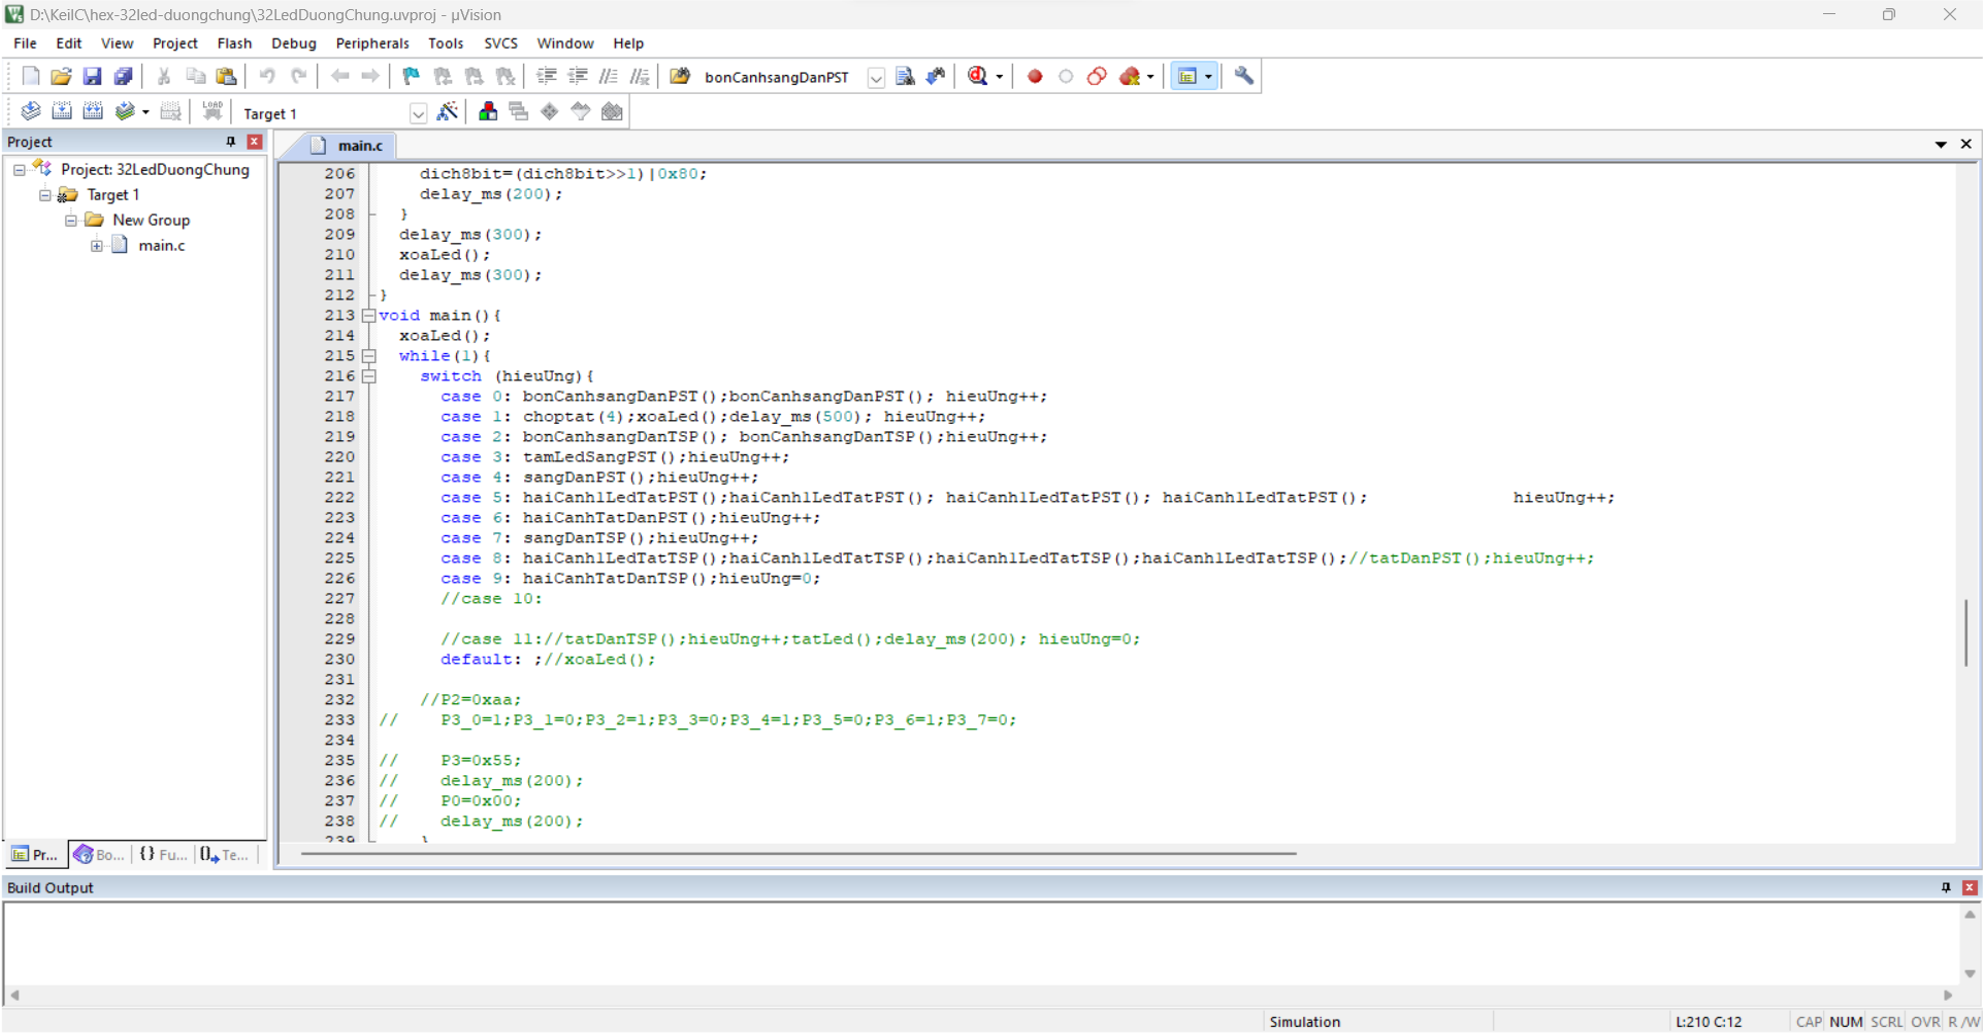 D:\KeilC\hex-32led-duongchung\32LedDuongChung.uvproj - µVision
File Edit View Project Flash Debug Peripherals Tools SVCS Window Help
bonCanhsangDanPST
LOAD Target 1
Project
main.c
Project: 32LedDuongChung
Target 1
New Group
main.c
206 dich8bit=(dich8bit>>1)|0x80;
207 delay_ms(200);
208 }
209 delay_ms(300);
210 xoaLed();
211 delay_ms(300);
212 }
213 void main(){
214 xoaLed();
215 while(1){
216 switch (hieuUng){
217 case 0: bonCanhsangDanPST();bonCanhsangDanPST(); hieuUng++;
218 case 1: choptat(4);xoaLed();delay_ms(500); hieuUng++;
219 case 2: bonCanhsangDanTSP(); bonCanhsangDanTSP();hieuUng++;
220 case 3: tamLedSangPST();hieuUng++;
221 case 4: sangDanPST();hieuUng++;
222 case 5: haiCanh1LedTatPST();haiCanh1LedTatPST(); haiCanh1LedTatPST(); haiCanh1LedTatPST(); hieuUng++;
223 case 6: haiCanhTatDanPST();hieuUng++;
224 case 7: sangDanTSP();hieuUng++;
225 case 8: haiCanh1LedTatTSP();haiCanh1LedTatTSP();haiCanh1LedTatTSP();haiCanh1LedTatTSP();//tatDanPST();hieuUng++;
226 case 9: haiCanhTatDanTSP();hieuUng=0;
227 //case 10:
228
229 //case 11://tatDanTSP();hieuUng++;tatLed();delay_ms(200); hieuUng=0;
230 default: ;//xoaLed();
231
232 //P2=0xaa;
233 // P3_0=1;P3_1=0;P3_2=1;P3_3=0;P3_4=1;P3_5=0;P3_6=1;P3_7=0;
234
235 // P3=0x55;
236 // delay_ms(200);
237 // P0=0x00;
238 // delay_ms(200);
239 }
Pr... Bo... {} Fu... Te...
Build Output
Simulation L:210 C:12 CAP NUM SCRL OVR R/W